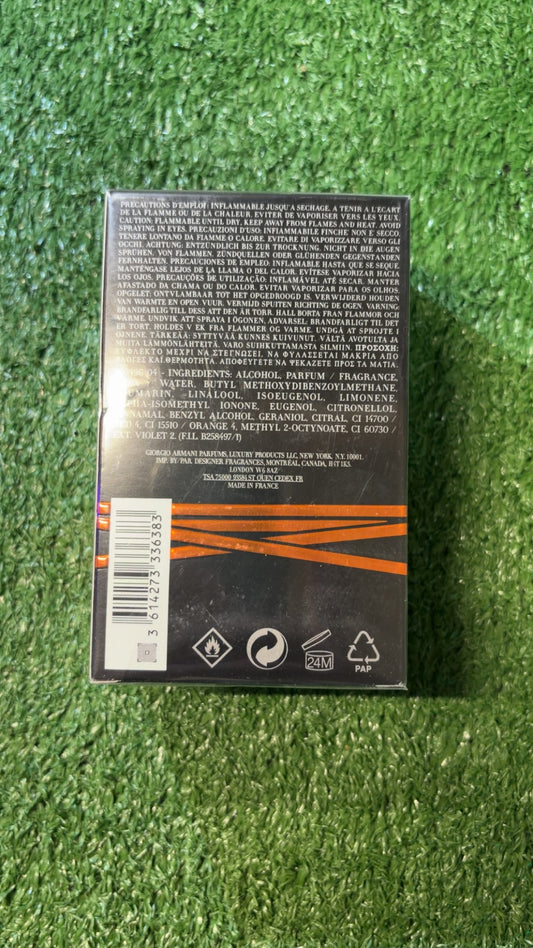 PRECAUTIONS D'EMPLOI: INFLAMMABLE JUSQU'A SECHAGE. A TENIR A L'ECART
DE LA FLAMME OU DE LA CHALEUR. EVITER DE VAPORISER VERS LES YEUX.
CAUTION: FLAMMABLE UNTIL DRY, KEEP AWAY FROM FLAMES AND HEAT. AVOID
SPRAYING IN EYES. PRECAUZIONI D'USO: INFIAMMABILE FINCHE' NON E' SECCO.
TENERE LONTANO DA FIAMME O CALORE. EVITARE DI VAPORIZZARE VERSO GLI
OCCHI. ACHTUNG: ENTZÜNDLICH BIS ZUR TROCKNUNG. NICHT IN DIE AUGEN
SPRÜHEN. VON FLAMMEN, ZÜNDQUELLEN ODER GLÜHENDEN GEGENSTÄNDEN
FERNHALTEN. PRECAUCIONES DE EMPLEO: INFLAMABLE HASTA QUE SE SEQUE.
MANTÉNGASE LEJOS DE LA LLAMA O DEL CALOR. EVÍTESE VAPORIZAR HACIA
LOS OJOS. PRECAUÇÕES DE UTILIZAÇÃO: INFLAMÁVEL ATÉ SECAR. MANTER
AFASTADO DA CHAMA OU DO CALOR. EVITAR VAPORIZAR PARA OS OLHOS.
OPGELET: ONTVLAMBAAR TOT HET OPGEDROOGD IS. VERWIJDERD HOUDEN
VAN WARMTE EN OPEN VUUR. VERMIJD SPUITEN RICHTING DE OGEN. VARNING:
BRANDFARLIG TILL DESS ATT DEN ÄR TORR. HÅLL BORTA FRÅN FLAMMOR OCH
VÄRME. UNDVIK ATT SPRAYA I ÖGONEN. ADVARSEL: BRANDFARLIGT TIL DET
ER TØRT. HOLDES VÆK FRA FLAMMER OG VARME. UNDGÅ AT SPRØJTE I
ØJNENE. TÄRKEÄÄ: SYTTYVÄÄ KUNNES KUIVUNUT. VÄLTÄ AVOTULTA JA
MUITA LÄMMÖNLÄHTEITÄ. VARO SUIHKUTTAMASTA SILMIIN. ΠΡΟΣΟΧΗ:
ΕΥΦΛΕΚΤΟ ΜΕΧΡΙ ΝΑ ΣΤΕΓΝΩΣΕΙ. ΝΑ ΦΥΛΑΣΣΕΤΑΙ ΜΑΚΡΙΑ ΑΠΟ
ΦΛΟΓΕΣ ΚΑΙ ΘΕΡΜΟΤΗΤΑ. ΑΠΟΦΕΥΓΕΤΕ ΝΑ ΨΕΚΑΖΕΤΕ ΠΡΟΣ ΤΑ ΜΑΤΙΑ.
04 - INGREDIENTS: ALCOHOL, PARFUM / FRAGRANCE,
WATER, BUTYL METHOXYDIBENZOYLMETHANE,
LINALOOL, ISOEUGENOL, LIMONENE,
ALPHA-ISOMETHYL IONONE, EUGENOL, CITRONELLOL,
BENZYL ALCOHOL, GERANIOL, CITRAL, CI 14700 /
4, CI 15510 / ORANGE 4, METHYL 2-OCTYNOATE, CI 60730 /
EXT. VIOLET 2. (F.I.L. B258497/1)
GIORGIO ARMANI PARFUMS, LUXURY PRODUCTS LLC, NEW YORK, N.Y. 10001.
IMP. BY/PAR. DESIGNER FRAGRANCES, MONTRÉAL, CANADA, H4T 1K5.
LONDON W6 8AZ
TSA 75000 93584 ST OUEN CEDEX FR
MADE IN FRANCE
3 614273 336383
24M
PAP